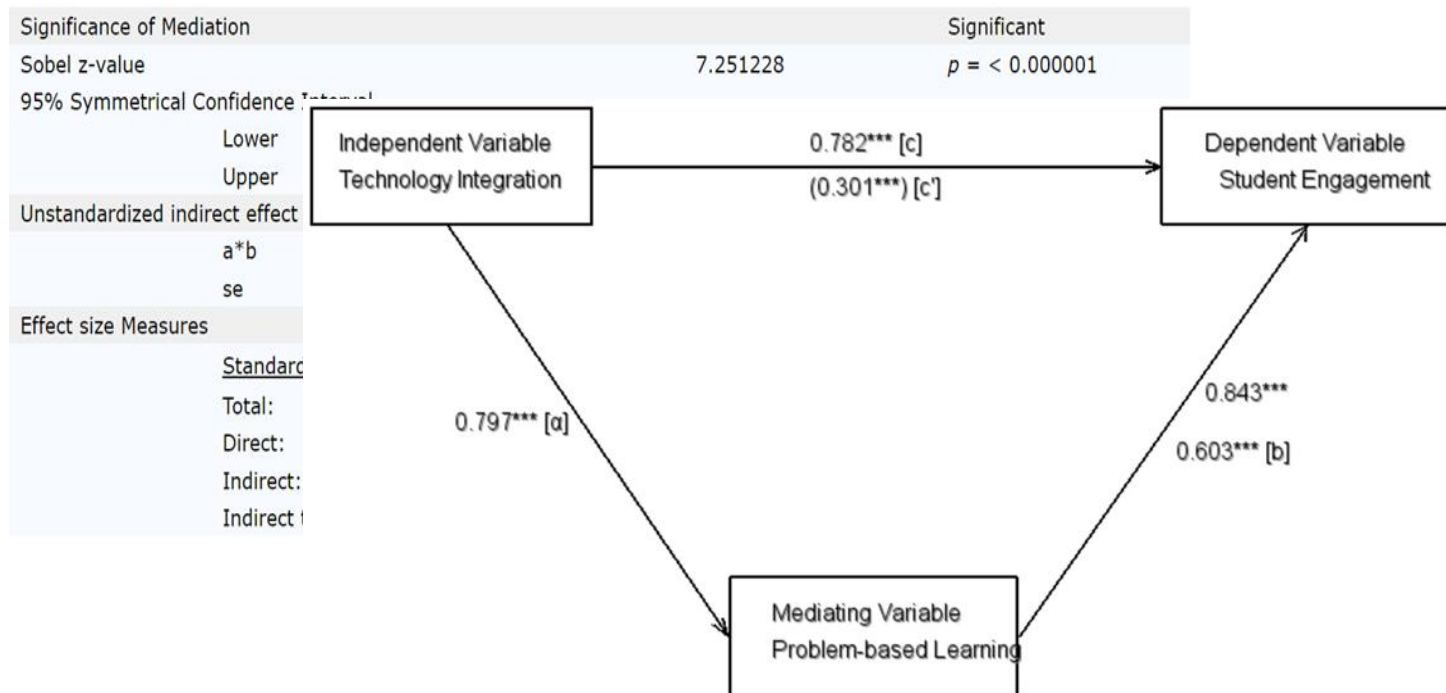 Significance of Mediation Significant
Sobel z-value 7.251228 p = < 0.000001
95% Symmetrical Confidence
Lower
Upper
Unstandardized indirect effect
a*b
se
Effect size Measures
Total:
Direct:
Indirect:
Indirect
Independent Variable
Technology Integration
0.782*** [c]
(0.301***) [c']
Dependent Variable
Student Engagement
0.797*** [α]
0.843***
0.603*** [b]
Mediating Variable
Problem-based Learning